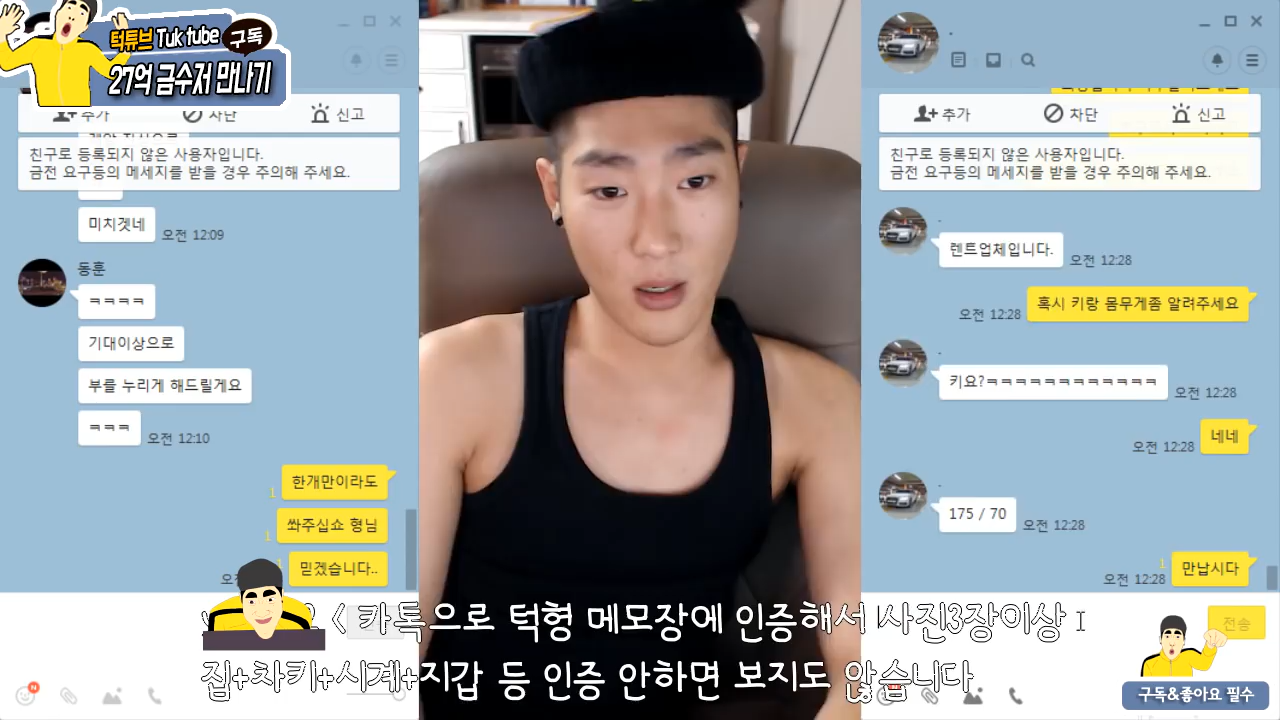 턱튜브 Tuk tube 구독
27억 금수저 만나기
추가 차단 신고
친구로 등록되지 않은 사용자입니다.
금전 요구등의 메세지를 받을 경우 주의해 주세요.
미치겟네
오전 12:09
동훈
ㅋㅋㅋㅋ
기대이상으로
부를 누리게 해드릴게요
ㅋㅋㅋ
오전 12:10
한개만이라도
1
쏴주십쇼 형님
1
믿겠습니다..
추가 차단 신고
친구로 등록되지 않은 사용자입니다.
금전 요구등의 메세지를 받을 경우 주의해 주세요.
렌트업체입니다.
오전 12:28
혹시 키랑 몸무게좀 알려주세요
오전 12:28
키요?ㅋㅋㅋㅋㅋㅋㅋㅋㅋㅋㅋㅋ
오전 12:28
네네
오전 12:28
175 / 70
오전 12:28
만납시다
1
오전 12:28
전송
카톡으로 턱형 메모장에 인증해서 사진3장이상
집+차키+시계+지갑 등 인증 안하면 보지도 않습니다
구독&좋아요 필수